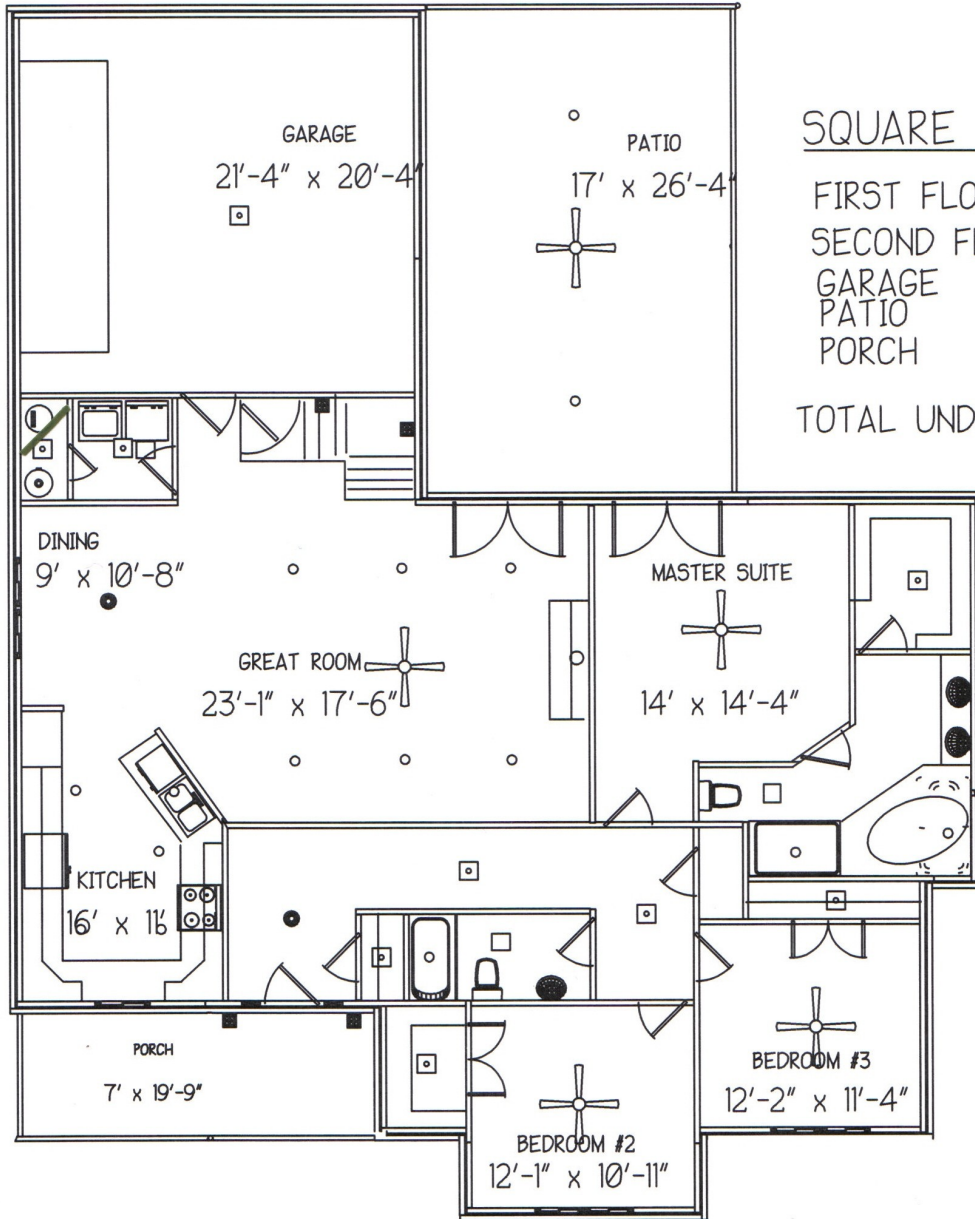 GARAGE
21'-4" x 20'-4"
PATIO
17' x 26'-4"
SQUARE
FIRST FLO
SECOND F
GARAGE
PATIO
PORCH
TOTAL UND
DINING
9' x 10'-8"
MASTER SUITE
14' x 14'-4"
GREAT ROOM
23'-1" x 17'-6"
KITCHEN
16' x 11'
PORCH
7' x 19'-9"
BEDROOM #3
12'-2" x 11'-4"
BEDROOM #2
12'-1" x 10'-11"